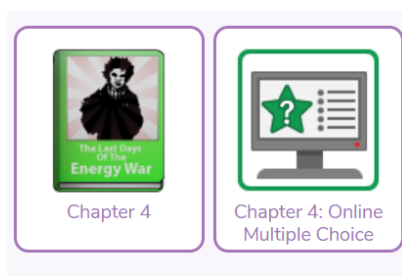 The Last Days
Of The
Energy War
Chapter 4
?
Chapter 4: Online
Multiple Choice